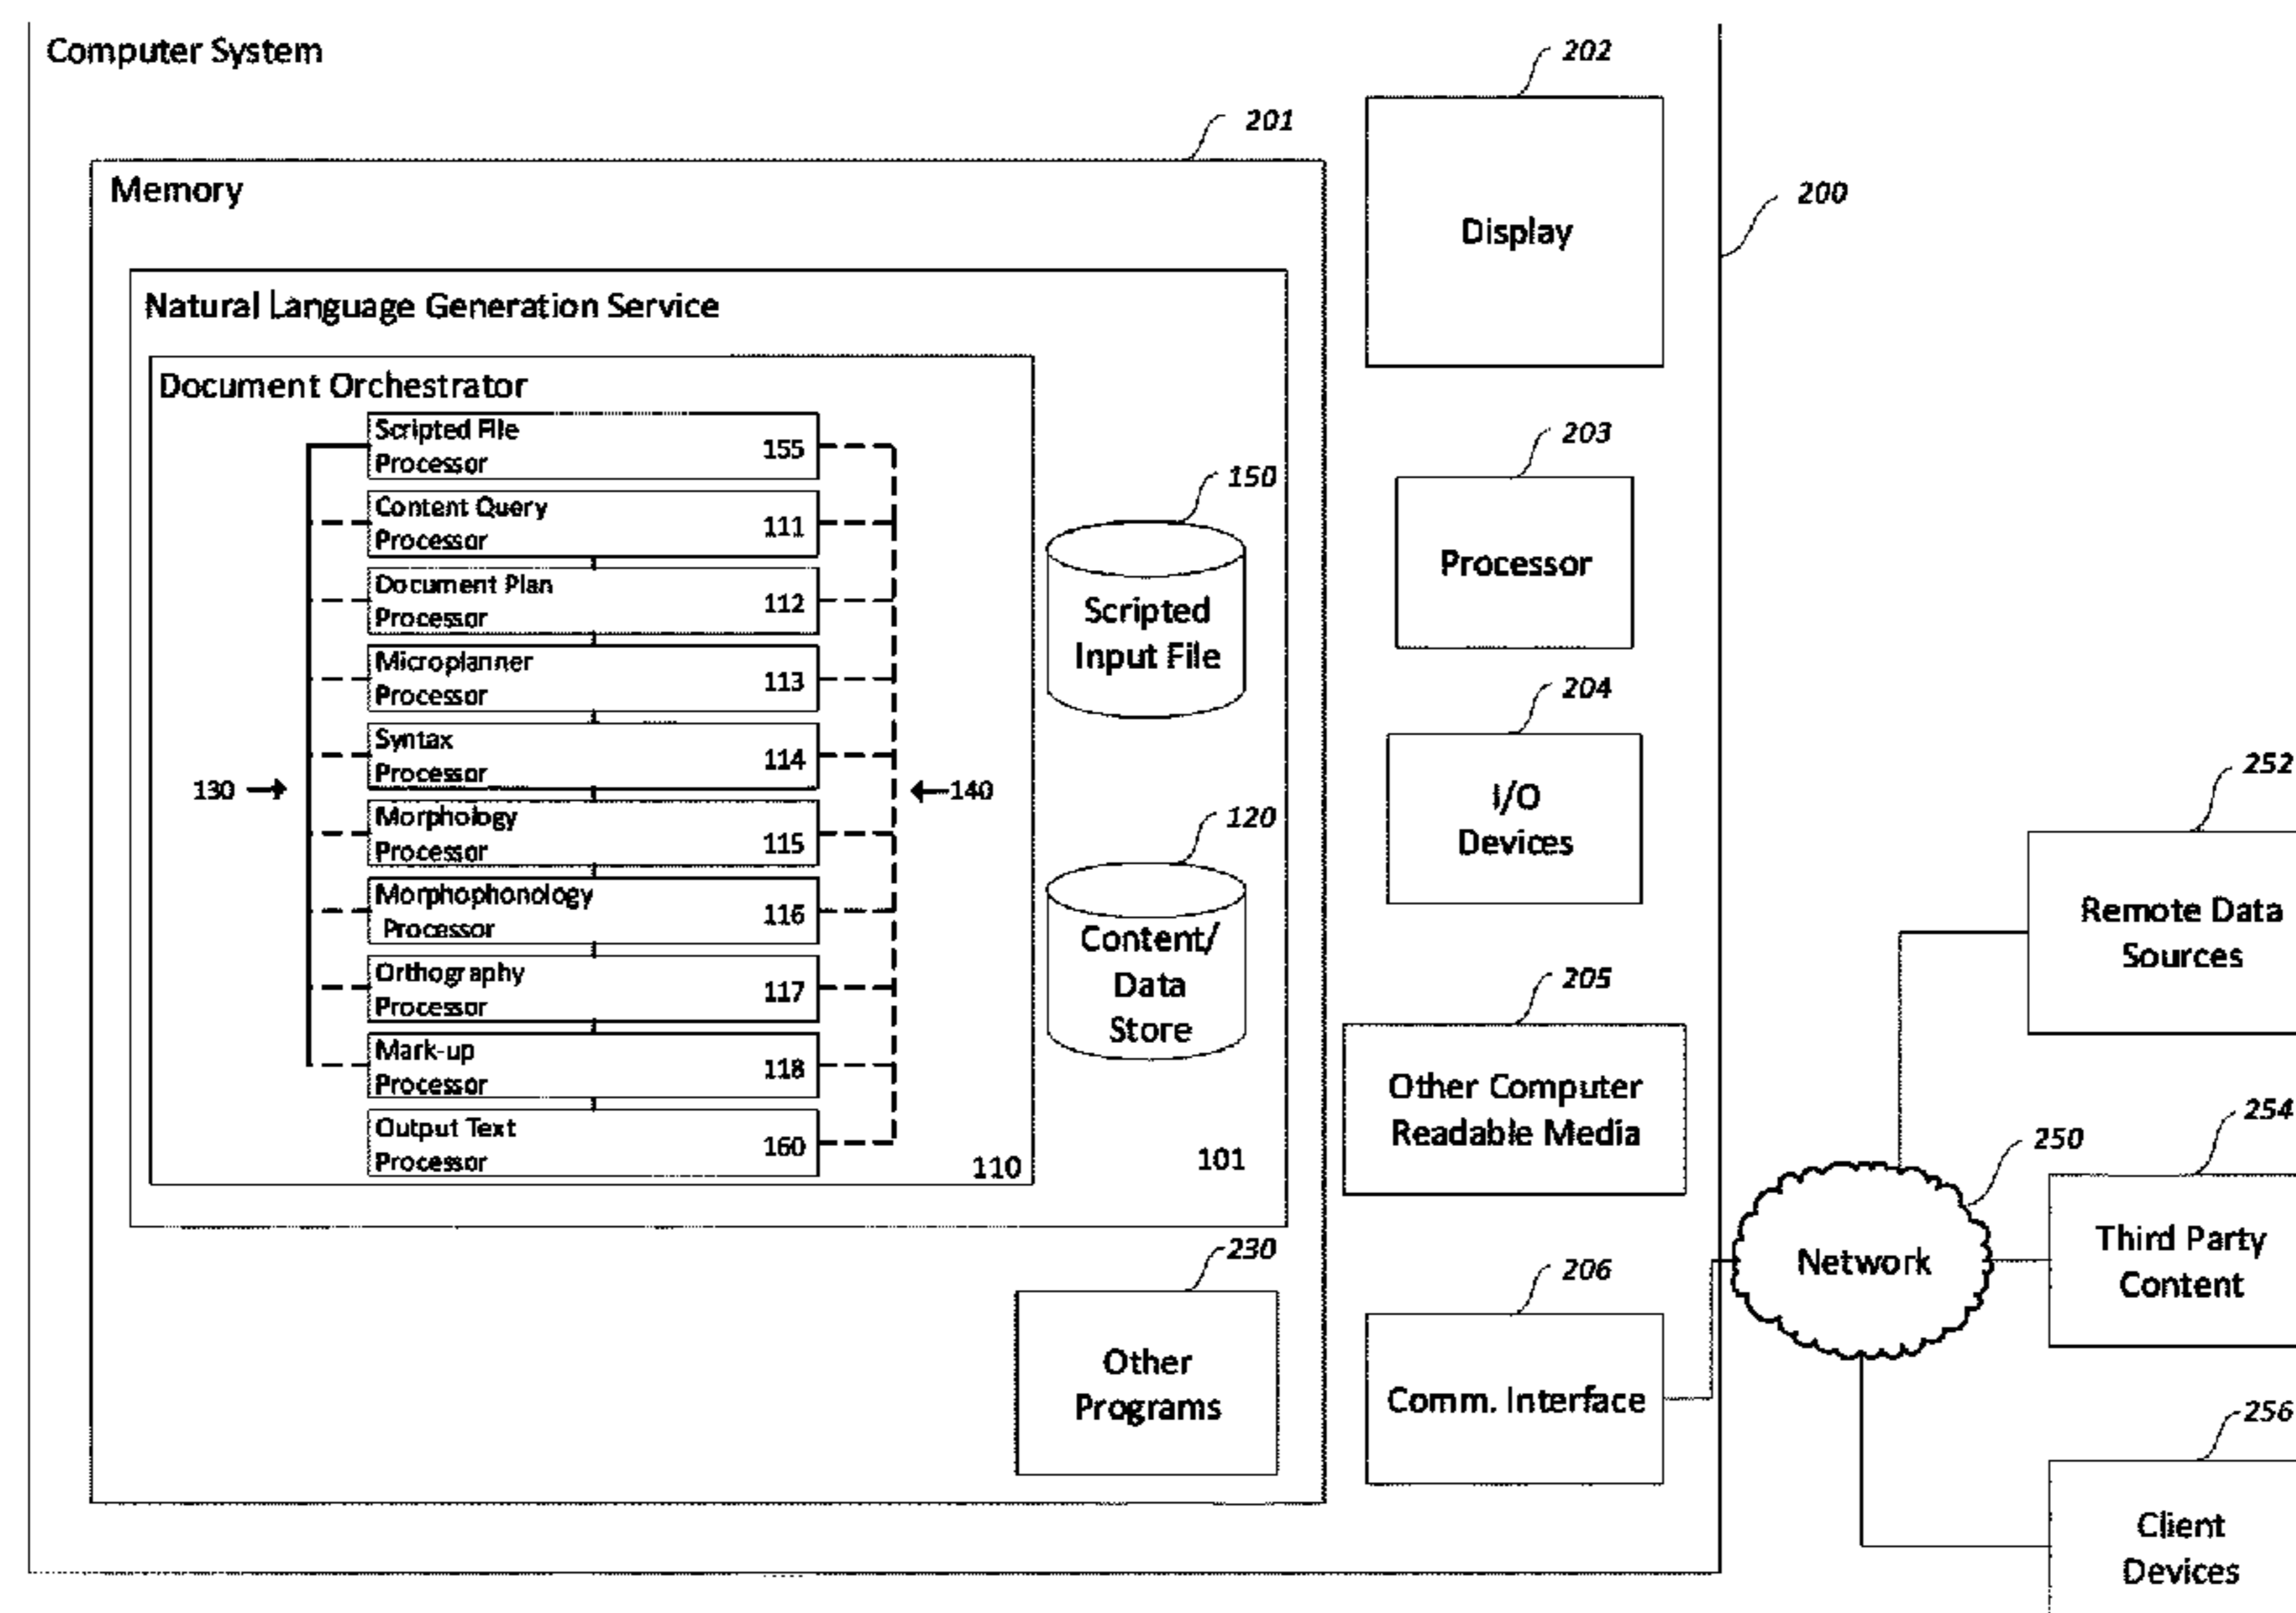 Computer System
202
201
Memory
Display
200
Natural Language Generation Service
Document Orchestrator
Scripted File
Processor
155
Content Query
Processor
111
Document Plan
Processor
112
Microplanner
Processor
113
Syntax
Processor
114
Morphology
Processor
115
Morphophonology
Processor
116
Orthography
Processor
117
Mark-up
Processor
118
Output Text
Processor
160
130
140
110
150
Scripted
Input File
120
Content/
Data
Store
101
230
Other
Programs
203
Processor
204
I/O
Devices
205
Other Computer
Readable Media
206
Comm. Interface
250
Network
252
Remote Data
Sources
254
Third Party
Content
256
Client
Devices